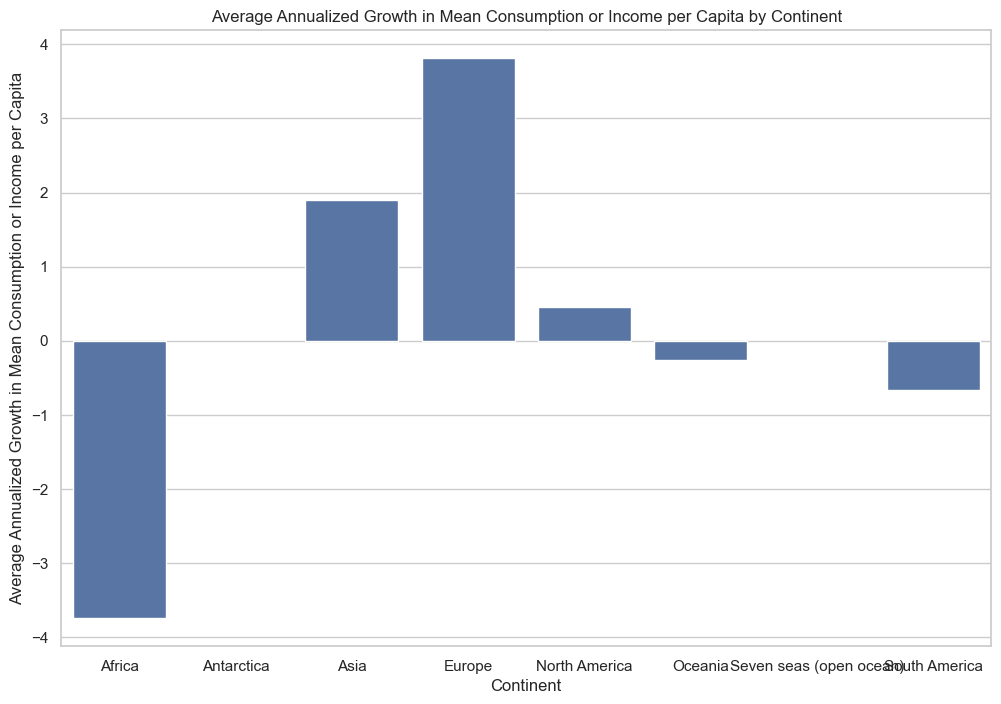 Average Annualized Growth in Mean Consumption or Income per Capita by Continent
Average Annualized Growth in Mean Consumption or Income per Capita
4
3
2
1
0
−1
−2
−3
−4
Africa
Antarctica
Asia
Europe
North America
Oceania
Seven seas (open ocean)
South America
Continent